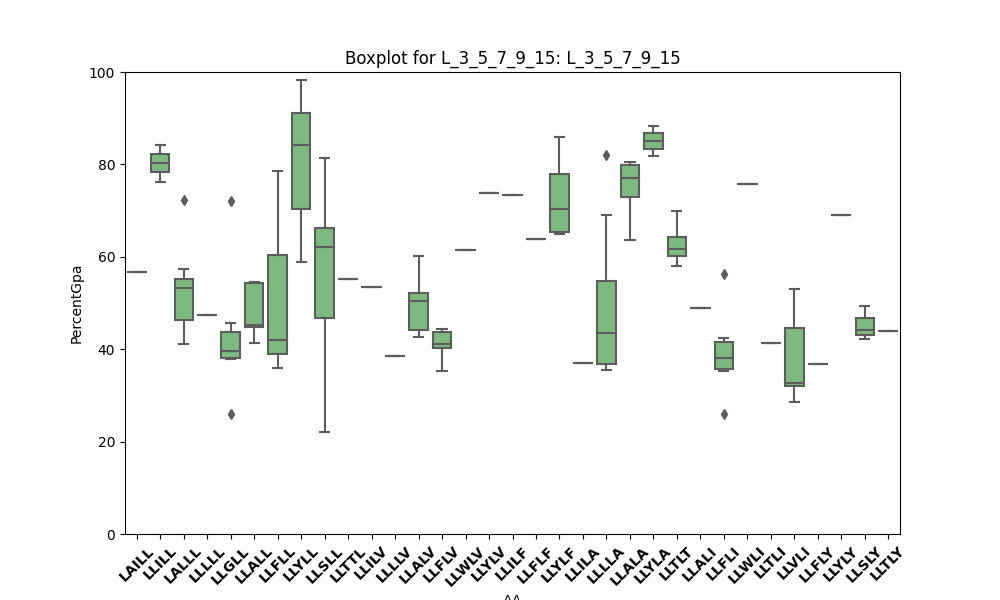 Boxplot for L_3_5_7_9_15: L_3_5_7_9_15
100
80
60
40
20
0
PercentGpa
LAILL
LLILL
LALLL
LLLLL
LLGLL
LLALL
LLFLL
LLYLL
LLSLL
LLTTL
LLILV
LLLLV
LLALV
LLFLV
LLWLV
LLYLV
LLILF
LLFLF
LLYLF
LLILA
LLLLA
LLALA
LLYLA
LLTLT
LLALI
LLFLI
LLWLI
LLTLI
LLVLI
LLFLY
LLYLY
LLSLY
LLTLY
AA